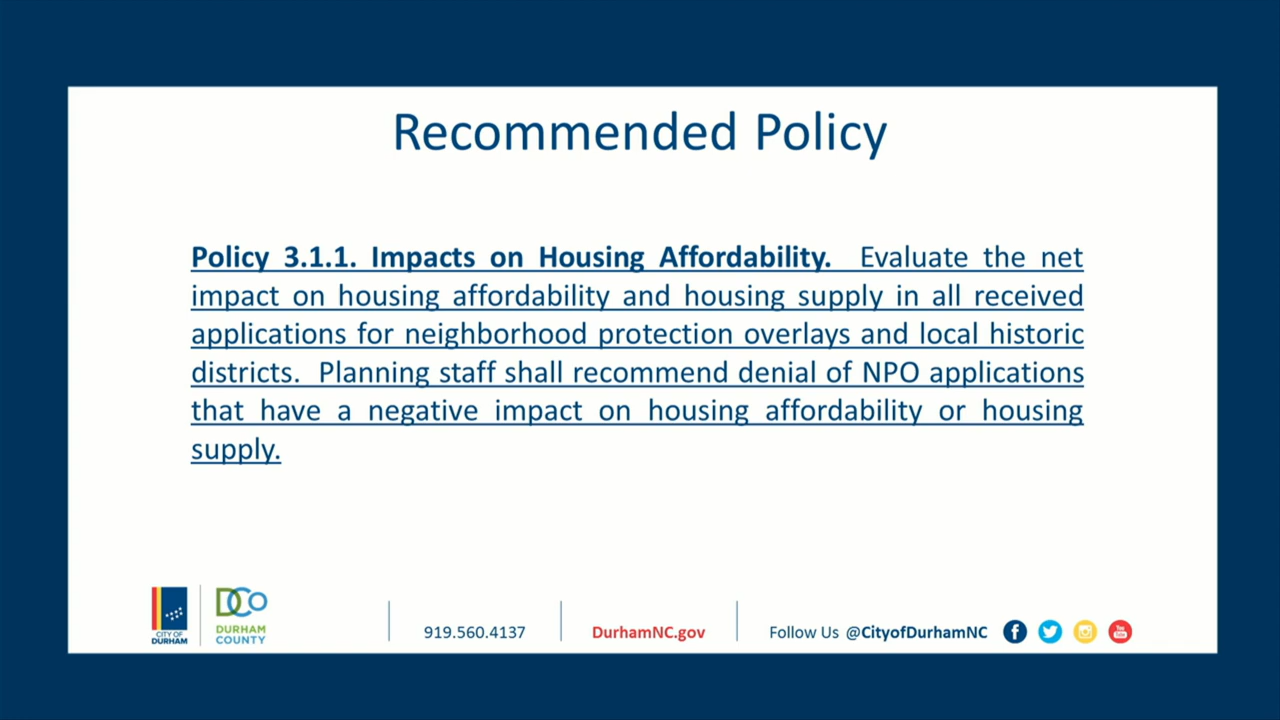 Recommended Policy
Policy 3.1.1. Impacts on Housing Affordability. Evaluate the net
impact on housing affordability and housing supply in all received
applications for neighborhood protection overlays and local historic
districts. Planning staff shall recommend denial of NPO applications
that have a negative impact on housing affordability or housing
supply.
CITY OF
DURHAM
DCo
DURHAM
COUNTY
919.560.4137
DurhamNC.gov
Follow Us @CityofDurhamNC
You
Tube